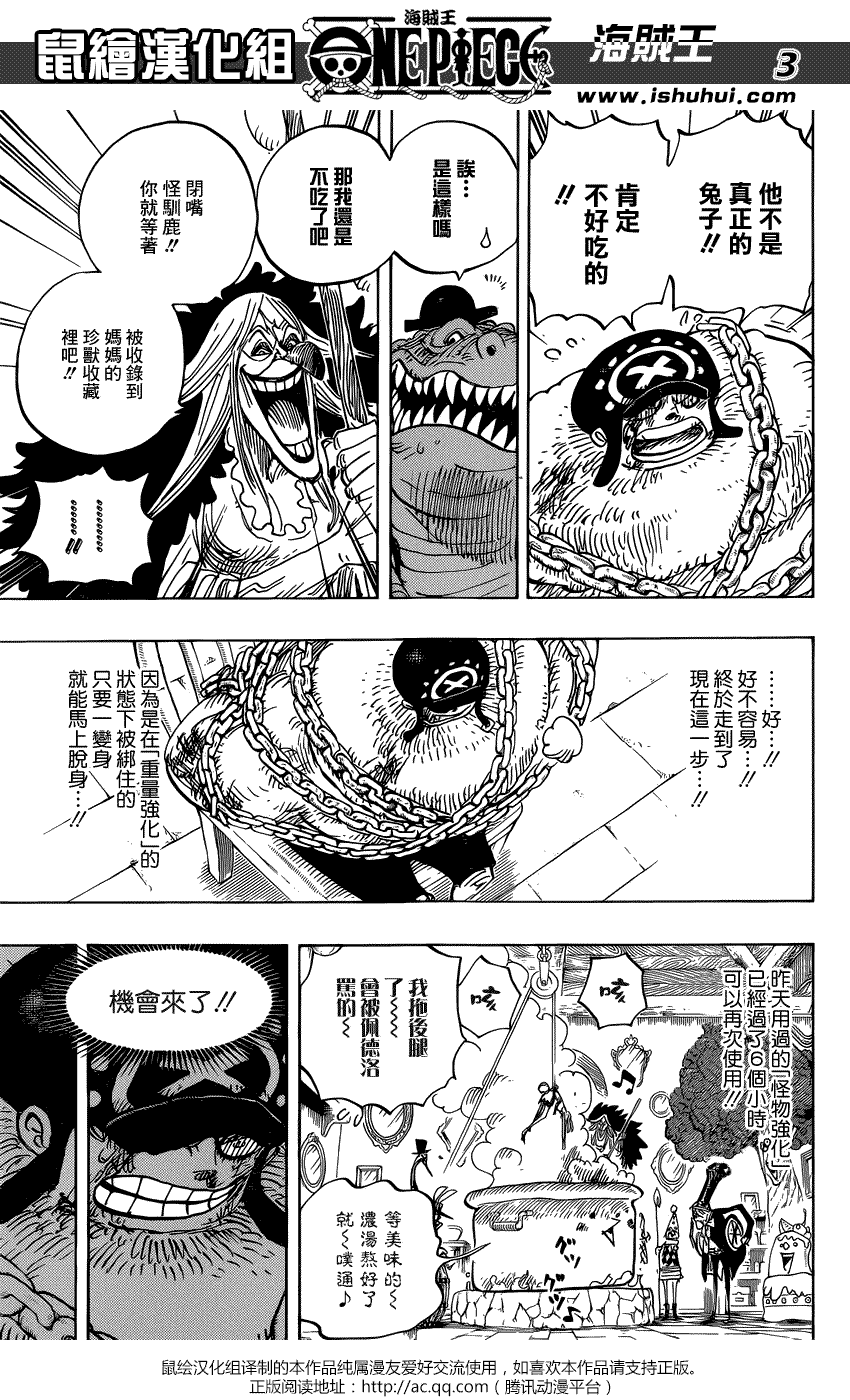 鼠繪漢化組
海賊王
ONE PIECE
海賊王
3
www.ishuhui.com
他不是
真正的
兔子!!
肯定
不好吃的
!!
誒…
是這樣嗎
那我還是
不吃了吧
閉嘴
怪馴鹿!!
你就等著
被收錄到
媽媽的
珍獸收藏
裡吧!!
………………!!
……好…!!
好不容易…!!
終於走到了
現在這一步…!!
因為是在「重量強化」的
狀態下被綁住的
只要一變身
就能馬上脫身…!!
昨天用過的「怪物強化」、
已經過了6個小時
可以再次使用!!
咳
咳
我拖後腿
了～～
會被佩德洛
罵的～
等美味的～
濃湯熬好了
就～噗通♪
グツ
グツ
機會來了!!
鼠绘汉化组译制的本作品纯属漫友爱好交流使用，如喜欢本作品请支持正版。
正版阅读地址：http://ac.qq.com（腾讯动漫平台）